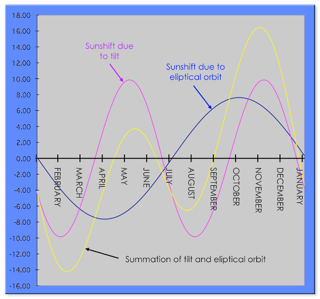 18.00
16.00
14.00
12.00
10.00
8.00
6.00
4.00
2.00
0.00
-2.00
-4.00
-6.00
-8.00
-10.00
-12.00
-14.00
-16.00
Sunshift due
to tilt
Sunshift due to
eliptical orbit
FEBRUARY
MARCH
APRIL
MAY
JUNE
JULY
AUGUST
SEPTEMBER
OCTOBER
NOVEMBER
DECEMBER
JANUARY
Summation of tilt and eliptical orbit